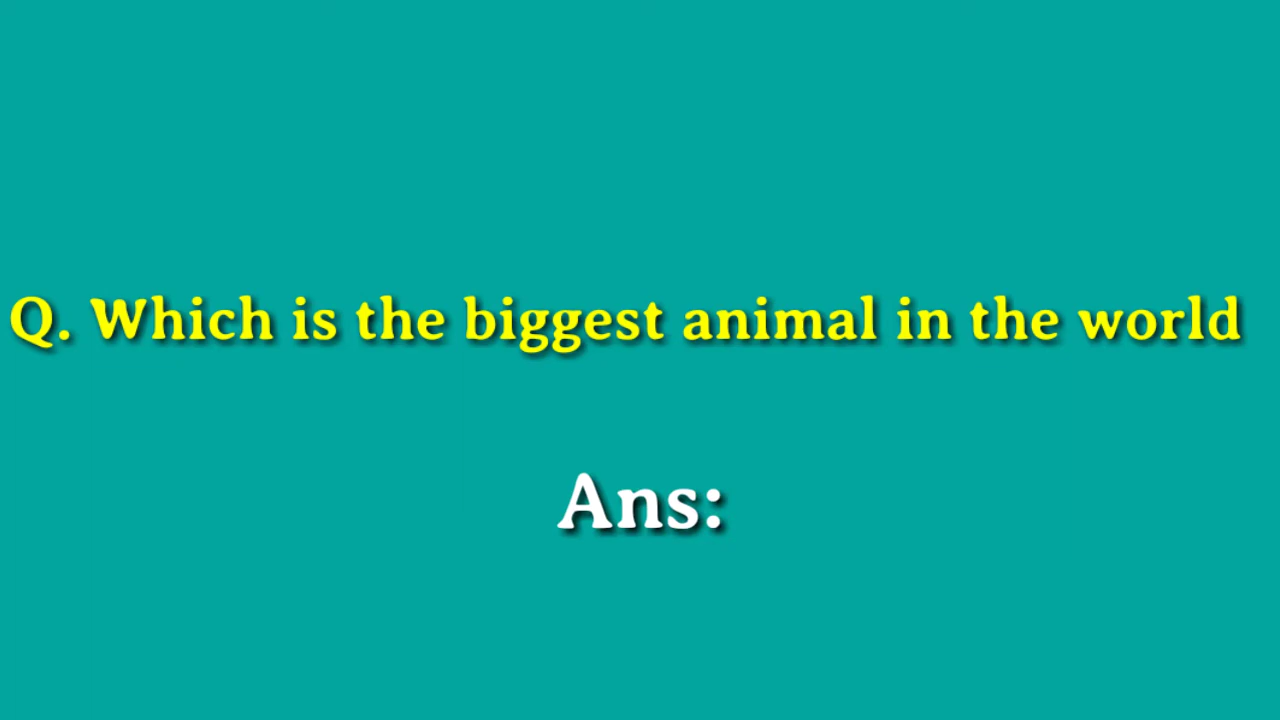 Q. Which is the biggest animal in the world
Ans: